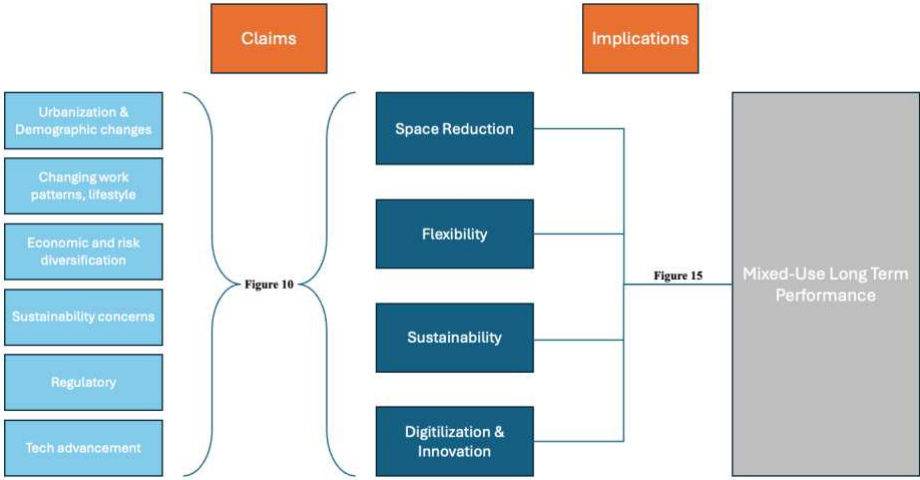 Claims
Implications
Urbanization &
Demographic changes
Changing work
patterns, lifestyle
Economic and risk
diversification
Sustainability concerns
Regulatory
Tech advancement
Figure 10
Space Reduction
Flexibility
Sustainability
Digitilization &
Innovation
Figure 15
Mixed-Use Long Term
Performance